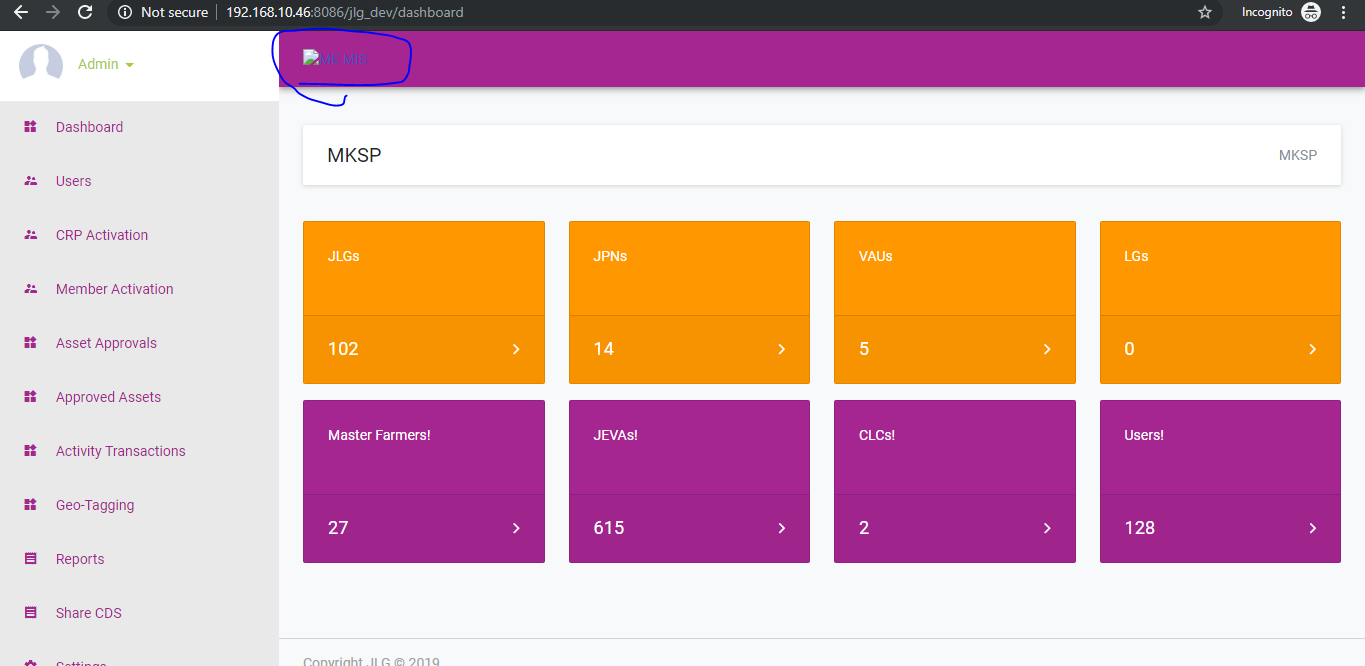 Not secure 192.168.10.46:8086/jlg_dev/dashboard Incognito
Admin
Dashboard
Users
CRP Activation
Member Activation
Asset Approvals
Approved Assets
Activity Transactions
Geo-Tagging
Reports
Share CDS
Settings
MKSP MKSP
JLGs
102
JPNs
14
VAUs
5
LGs
0
Master Farmers!
27
JEVAs!
615
CLCs!
2
Users!
128
Copyright JLG © 2019